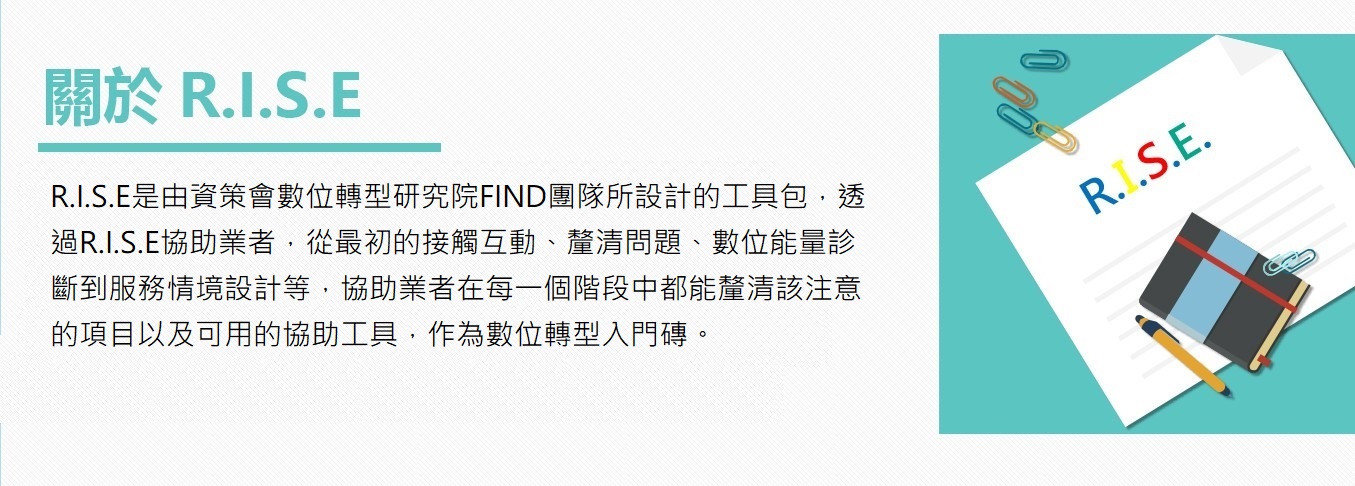 關於 R.I.S.E
R.I.S.E是由資策會數位轉型研究院FIND團隊所設計的工具包，透
過R.I.S.E協助業者，從最初的接觸互動、釐清問題、數位能量診
斷到服務情境設計等，協助業者在每一個階段中都能釐清該注意
的項目以及可用的協助工具，作為數位轉型入門磚。
R.I.S.E.